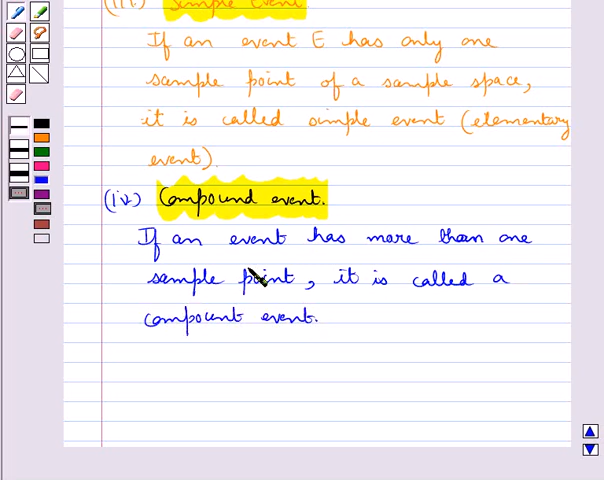 (iii) Simple Event
If an event E has only one
sample point of a sample space,
it is called simple event (elementary
event).
(iv) Compound event.
If an event has more than one
sample point, it is called a
compount event.